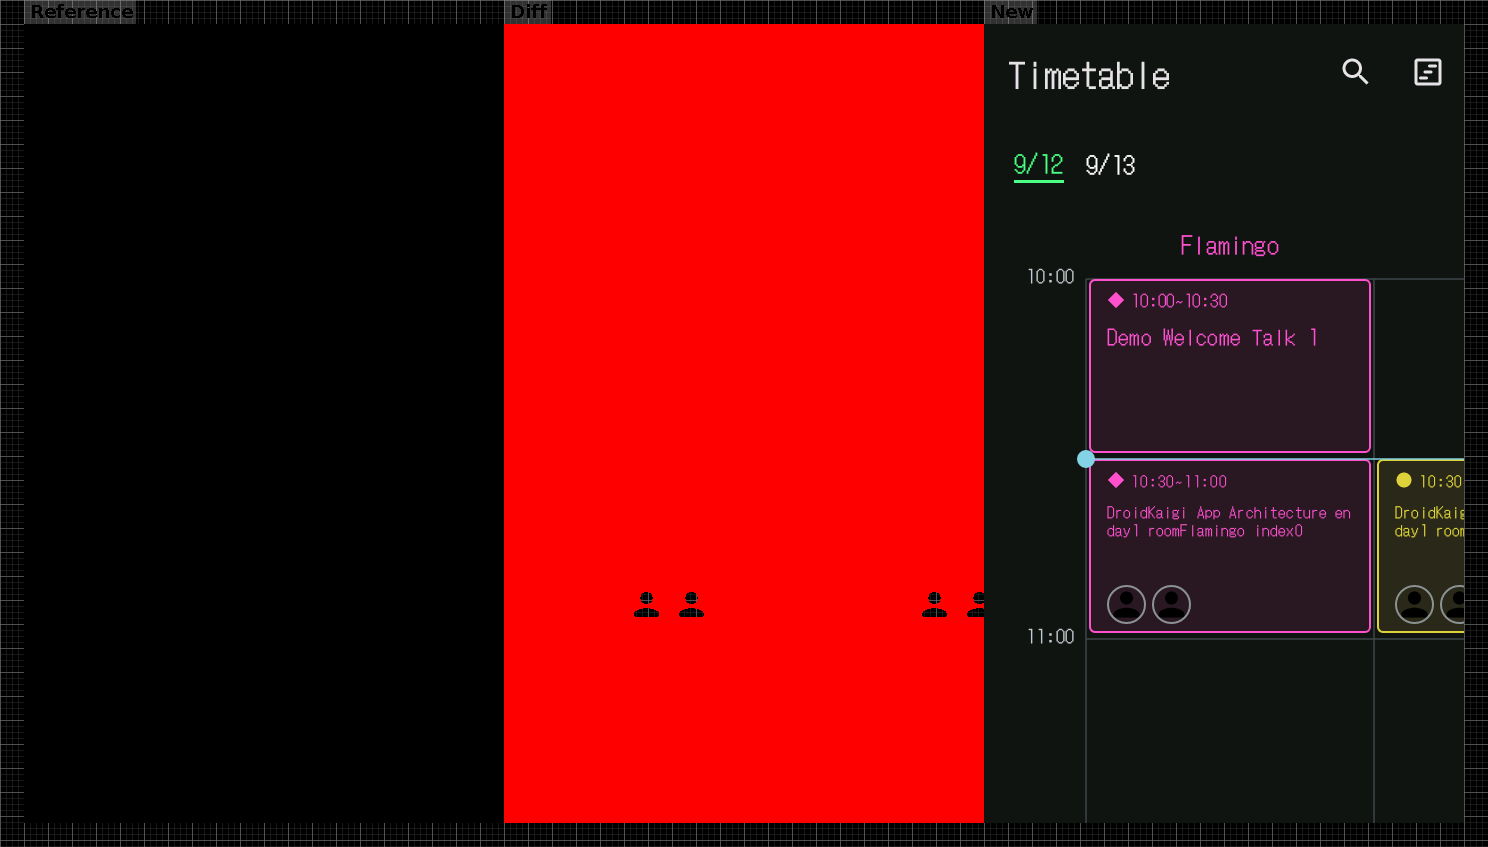 Reference
Diff
New
Timetable
9/12 9/13
Flamingo
10:00
10:00~10:30
Demo Welcome Talk 1
10:30~11:00
DroidKaigi App Architecture en
day1 roomFlamingo index0
10:30
DroidKaig
day1 room
11:00